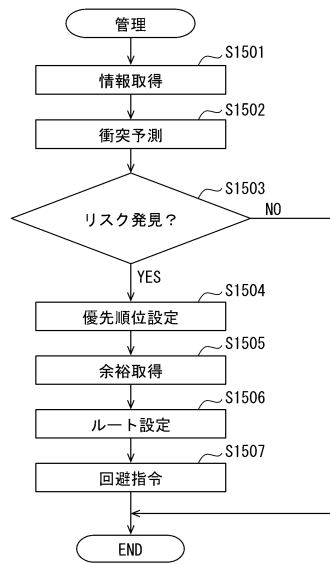 管理
S1501
情報取得
S1502
衝突予測
S1503
リスク発見？
NO
YES
S1504
優先順位設定
S1505
余裕取得
S1506
ルート設定
S1507
回避指令
END